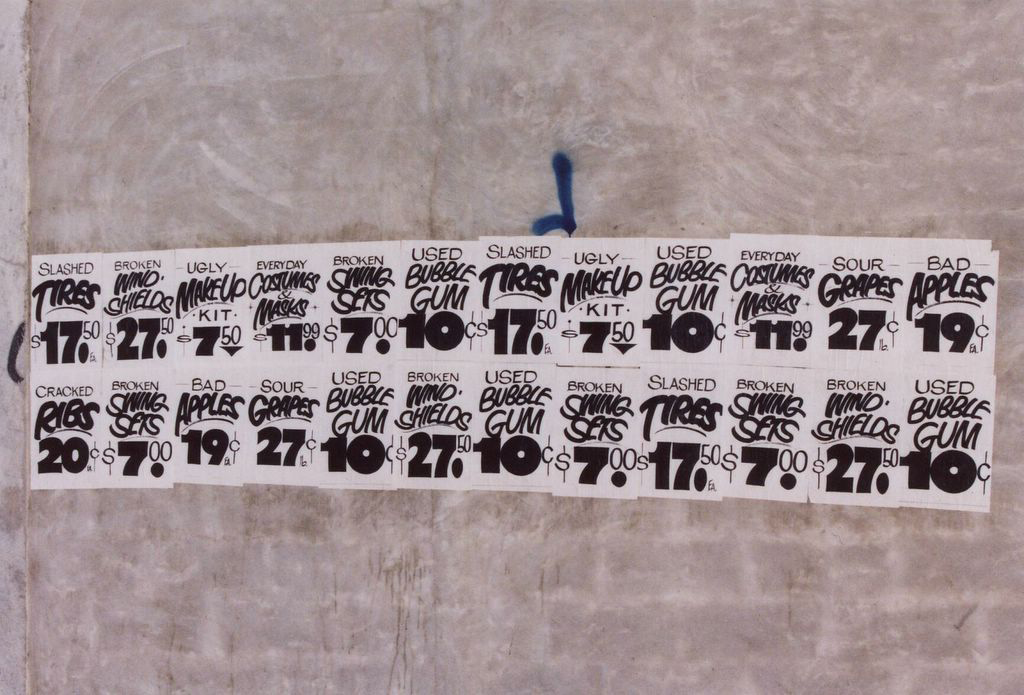 SLASHED
TIRES
$17.50 EA.
BROKEN
WIND-
SHIELDS
$27.50
UGLY
MAKEUP
·KIT·
$7.50
EVERYDAY
COSTUMES
&
MASKS
$11.99
BROKEN
SWING
SETS
$7.00
USED
BUBBLE
GUM
10¢
SLASHED
TIRES
$17.50 EA.
UGLY
MAKEUP
·KIT·
$7.50
USED
BUBBLE
GUM
10¢
EVERYDAY
COSTUMES
&
MASKS
$11.99
SOUR
GRAPES
27¢ lb.
BAD
APPLES
19¢ EA.
CRACKED
RIBS
20¢
BROKEN
SWING
SETS
$7.00
BAD
APPLES
19¢ EA.
SOUR
GRAPES
27¢ lb.
USED
BUBBLE
GUM
10¢
BROKEN
WIND-
SHIELDS
$27.50
USED
BUBBLE
GUM
10¢
BROKEN
SWING
SETS
$7.00
SLASHED
TIRES
$17.50 EA.
BROKEN
SWING
SETS
$7.00
BROKEN
WIND-
SHIELDS
$27.50
USED
BUBBLE
GUM
10¢